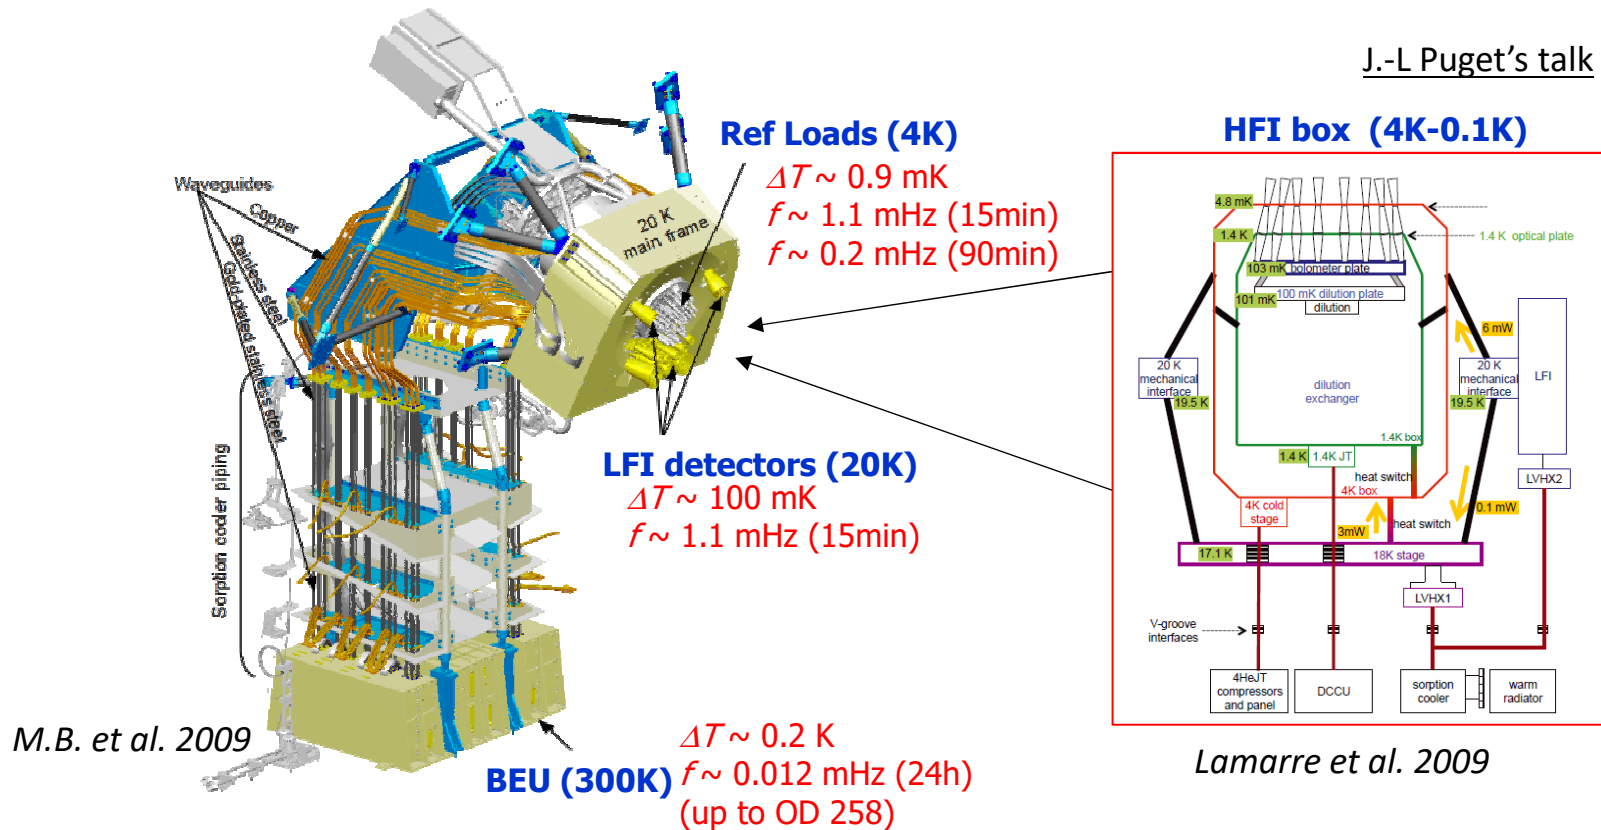 J.-L Puget's talk
Ref Loads (4K)
ΔT ~ 0.9 mK
f ~ 1.1 mHz (15min)
f ~ 0.2 mHz (90min)
Waveguides
Copper
Stainless steel
Gold-plated stainless steel
20 K
main frame
Sorption cooler piping
LFI detectors (20K)
ΔT ~ 100 mK
f ~ 1.1 mHz (15min)
M.B. et al. 2009
BEU (300K)
ΔT ~ 0.2 K
f ~ 0.012 mHz (24h)
(up to OD 258)
HFI box (4K-0.1K)
4.8 mK
1.4 K
1.4 K optical plate
103 mK
bolometer plate
100 mK dilution plate
101 mK
dilution
6 mW
LFI
20 K
mechanical
interface
19.5 K
20 K
mechanical
interface
19.5 K
dilution
exchanger
1.4K box
1.4 K
1.4K JT
heat switch
4K box
LVHX2
4K cold
stage
3mW
heat switch
0.1 mW
17.1 K
18K stage
LVHX1
V-groove
interfaces
4HeJT
compressors
and panel
DCCU
sorption
cooler
warm
radiator
Lamarre et al. 2009